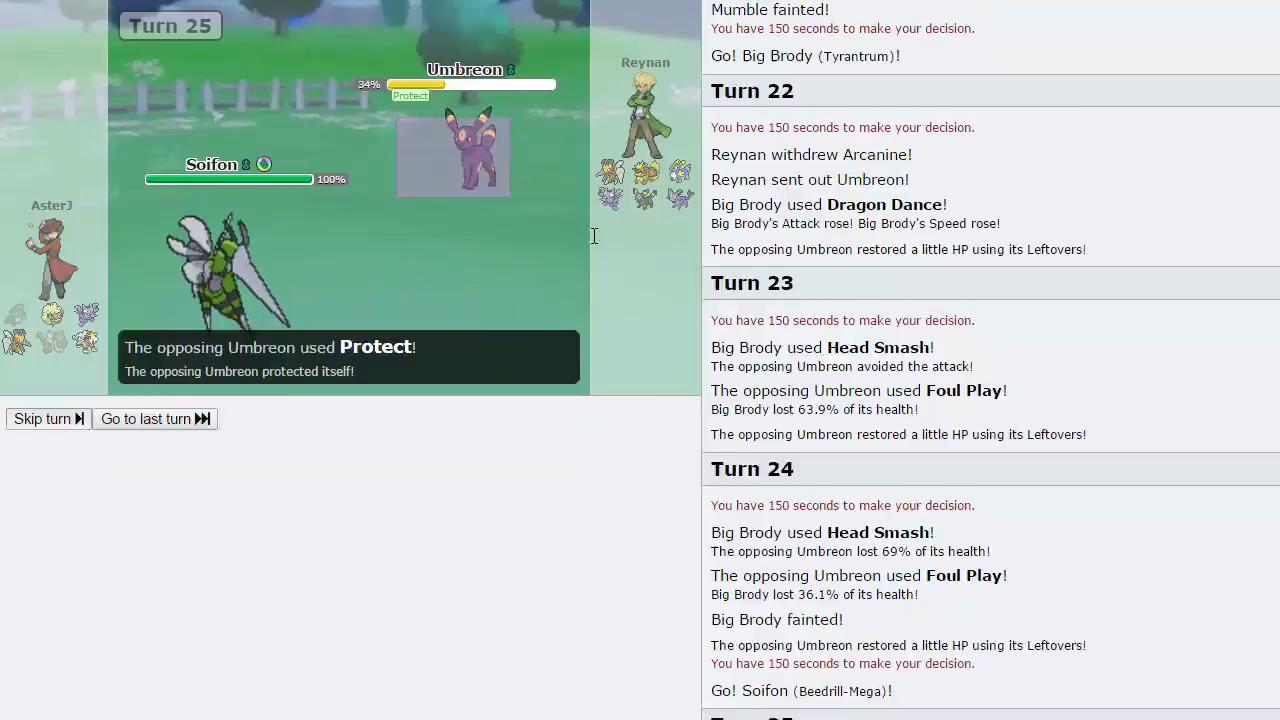 Turn 25
Umbreon
34%
Protect
Soifon
100%
AsterJ
Reynan
The opposing Umbreon used Protect!
The opposing Umbreon protected itself!
Skip turn
Go to last turn
Mumble fainted!
You have 150 seconds to make your decision.
Go! Big Brody (Tyrantrum)!
Turn 22
You have 150 seconds to make your decision.
Reynan withdrew Arcanine!
Reynan sent out Umbreon!
Big Brody used Dragon Dance!
Big Brody's Attack rose! Big Brody's Speed rose!
The opposing Umbreon restored a little HP using its Leftovers!
Turn 23
You have 150 seconds to make your decision.
Big Brody used Head Smash!
The opposing Umbreon avoided the attack!
The opposing Umbreon used Foul Play!
Big Brody lost 63.9% of its health!
The opposing Umbreon restored a little HP using its Leftovers!
Turn 24
You have 150 seconds to make your decision.
Big Brody used Head Smash!
The opposing Umbreon lost 69% of its health!
The opposing Umbreon used Foul Play!
Big Brody lost 36.1% of its health!
Big Brody fainted!
The opposing Umbreon restored a little HP using its Leftovers!
You have 150 seconds to make your decision.
Go! Soifon (Beedrill-Mega)!